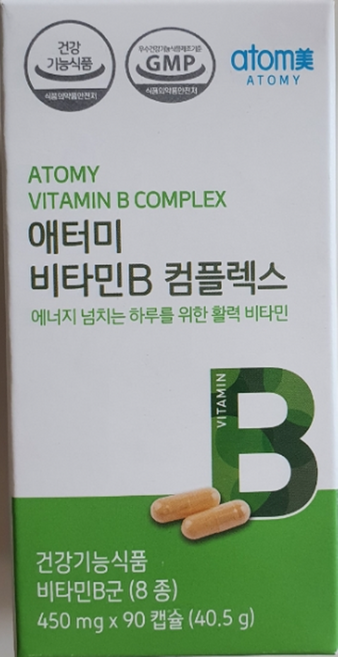 건강
기능식품
식품의약품안전처
우수건강기능식품제조기준
GMP
식품의약품안전처
atom美
ATOMY
ATOMY
VITAMIN B COMPLEX
애터미
비타민B 컴플렉스
에너지 넘치는 하루를 위한 활력 비타민
VITAMIN
B
건강기능식품
비타민B군 (8 종)
450 mg x 90 캡슐 (40.5 g)